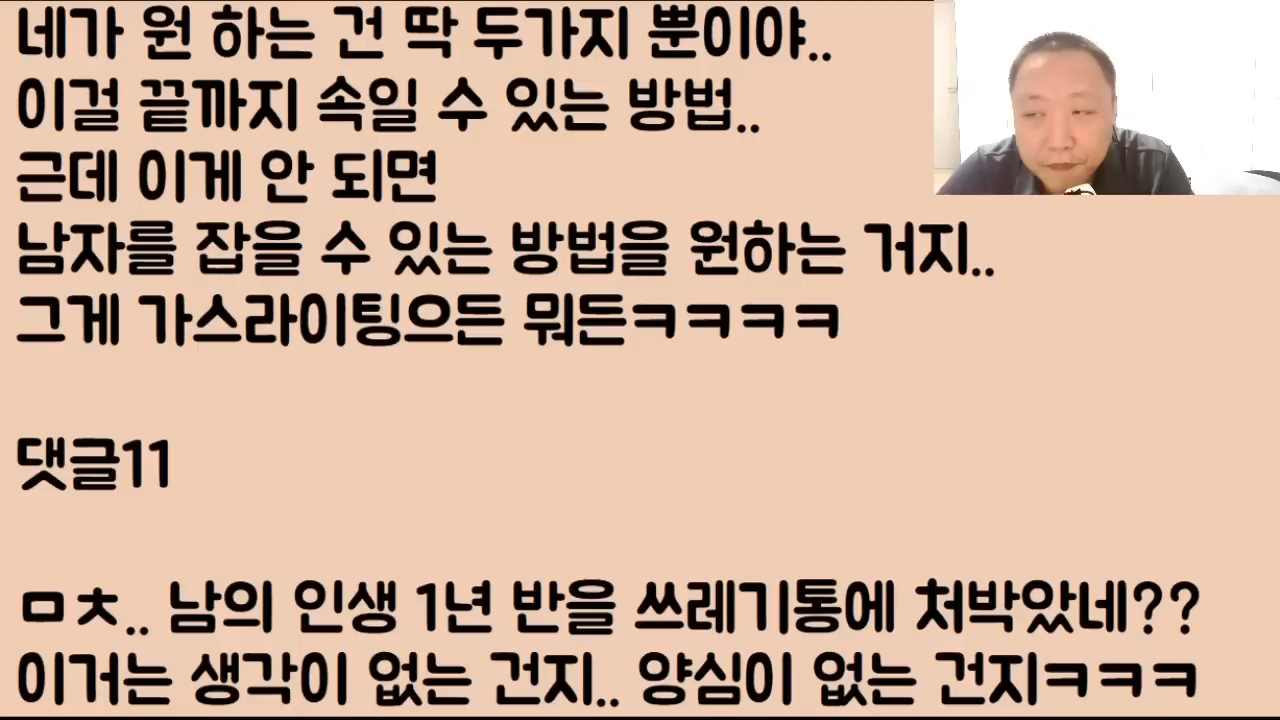 네가 원 하는 건 딱 두가지 뿐이야..
이걸 끝까지 속일 수 있는 방법..
근데 이게 안 되면
남자를 잡을 수 있는 방법을 원하는 거지..
그게 가스라이팅으든 뭐든ㅋㅋㅋㅋ
댓글11
ㅁㅊ.. 남의 인생 1년 반을 쓰레기통에 처박았네??
이거는 생각이 없는 건지.. 양심이 없는 건지ㅋㅋㅋ